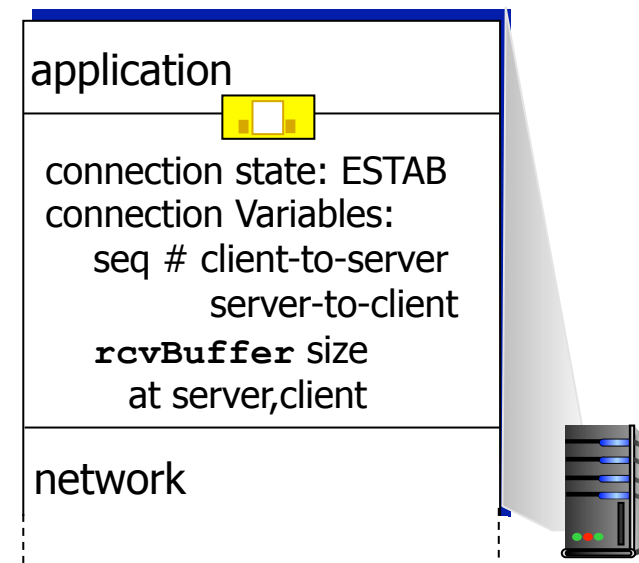 application
connection state: ESTAB
connection Variables:
seq # client-to-server
server-to-client
rcvBuffer size
at server,client
network